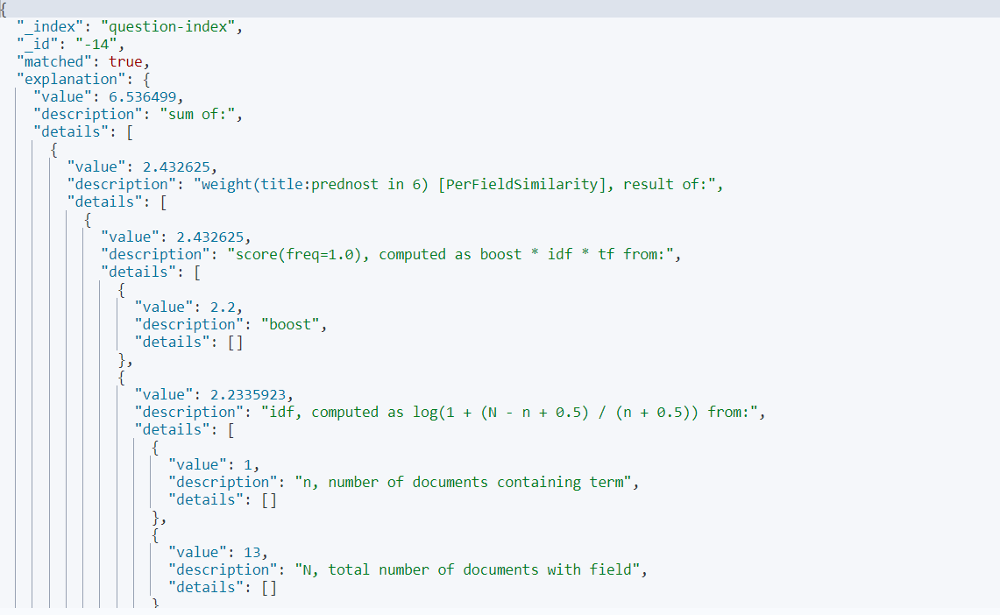 {
"_index": "question-index",
"_id": "-14",
"matched": true,
"explanation": {
"value": 6.536499,
"description": "sum of:",
"details": [
{
"value": 2.432625,
"description": "weight(title:prednost in 6) [PerFieldSimilarity], result of:",
"details": [
{
"value": 2.432625,
"description": "score(freq=1.0), computed as boost * idf * tf from:",
"details": [
{
"value": 2.2,
"description": "boost",
"details": []
},
{
"value": 2.2335923,
"description": "idf, computed as log(1 + (N - n + 0.5) / (n + 0.5)) from:",
"details": [
{
"value": 1,
"description": "n, number of documents containing term",
"details": []
},
{
"value": 13,
"description": "N, total number of documents with field",
"details": []
}